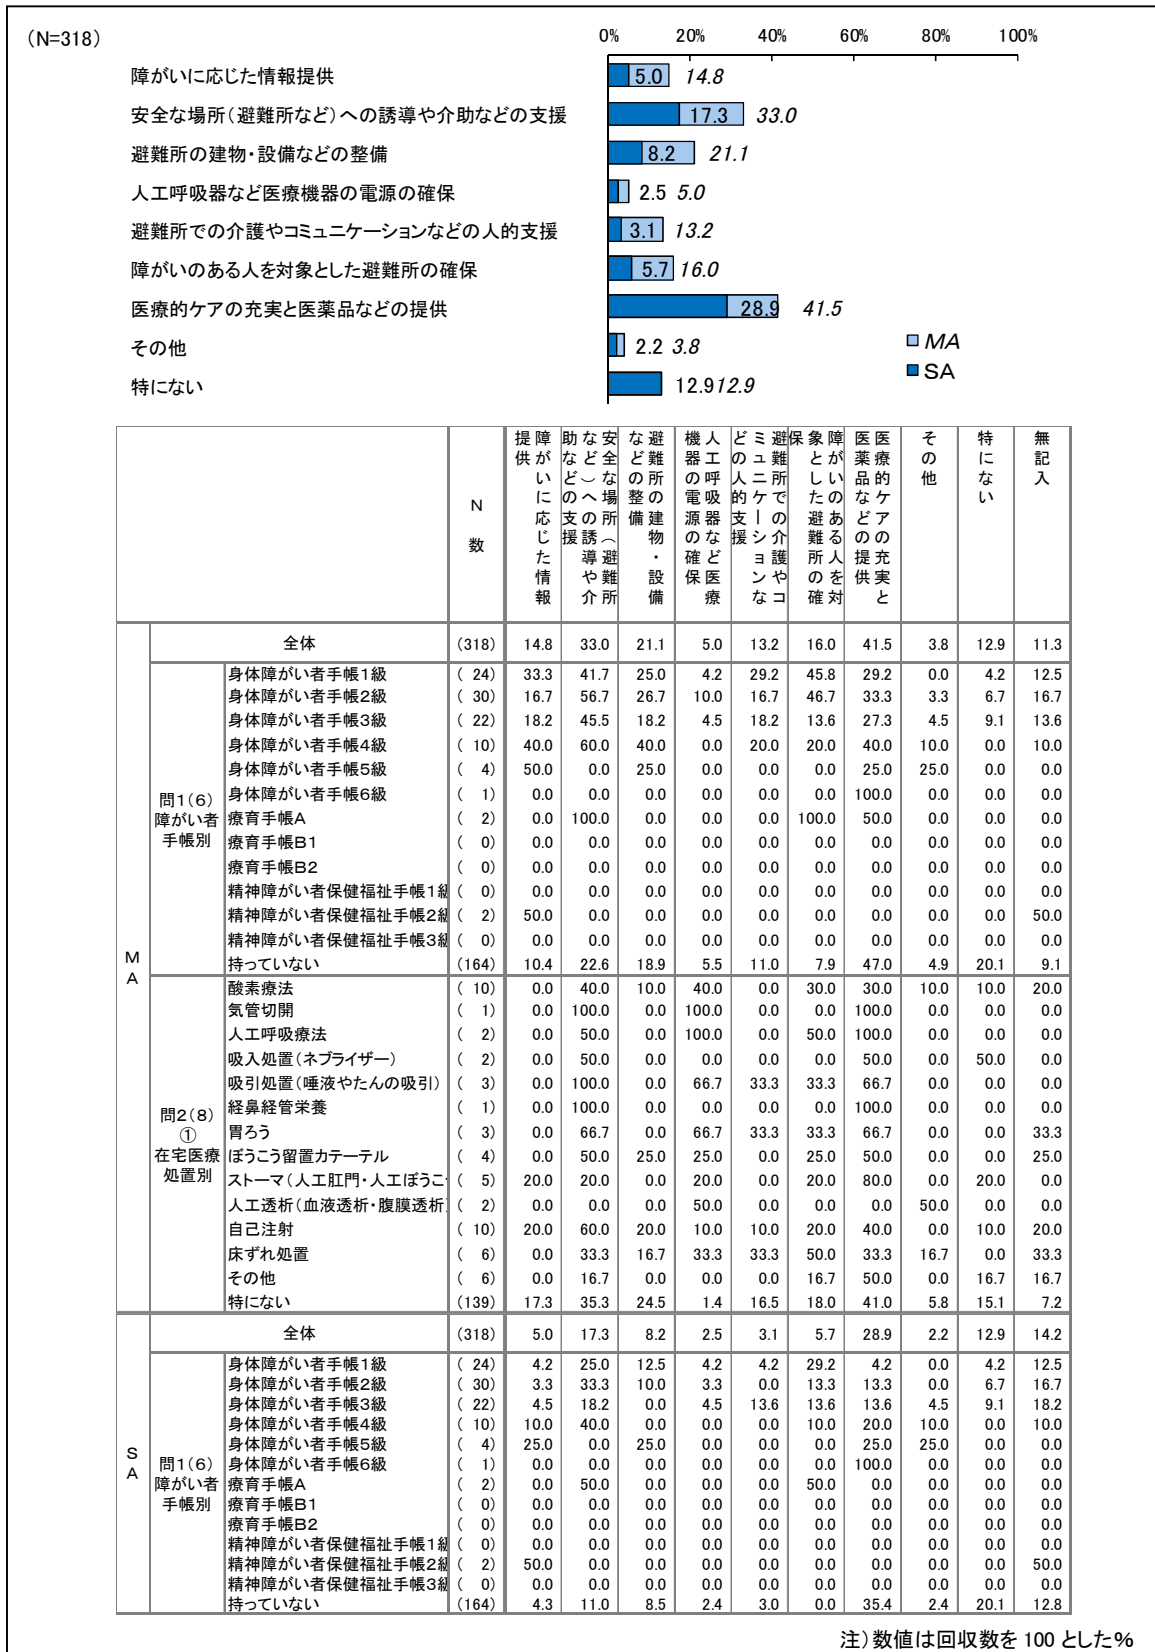 (N=318)
0% 20% 40% 60% 80% 100%
障がいに応じた情報提供 5.0 14.8
安全な場所(避難所など)への誘導や介助などの支援 17.3 33.0
避難所の建物・設備などの整備 8.2 21.1
人工呼吸器など医療機器の電源の確保 2.5 5.0
避難所での介護やコミュニケーションなどの人的支援 3.1 13.2
障がいのある人を対象とした避難所の確保 5.7 16.0
医療的ケアの充実と医薬品などの提供 28.9 41.5
その他 2.2 3.8
特にない 12.9 12.9
MA
SA
N数
障がいに応じた情報提供
安全な場所(避難所など)への誘導や介助などの支援
避難所の建物・設備などの整備
人工呼吸器など医療機器の電源の確保
避難所での介護やコミュニケーションなどの人的支援
障がいのある人を対象とした避難所の確保
医療的ケアの充実と医薬品などの提供
その他
特にない
無記入
MA
全体 (318) 14.8 33.0 21.1 5.0 13.2 16.0 41.5 3.8 12.9 11.3
問1(6)障がい者手帳別
身体障がい者手帳1級 ( 24) 33.3 41.7 25.0 4.2 29.2 45.8 29.2 0.0 4.2 12.5
身体障がい者手帳2級 ( 30) 16.7 56.7 26.7 10.0 16.7 46.7 33.3 3.3 6.7 16.7
身体障がい者手帳3級 ( 22) 18.2 45.5 18.2 4.5 18.2 13.6 27.3 4.5 9.1 13.6
身体障がい者手帳4級 ( 10) 40.0 60.0 40.0 0.0 20.0 20.0 40.0 10.0 0.0 10.0
身体障がい者手帳5級 ( 4) 50.0 0.0 25.0 0.0 0.0 0.0 25.0 25.0 0.0 0.0
身体障がい者手帳6級 ( 1) 0.0 0.0 0.0 0.0 0.0 0.0 100.0 0.0 0.0 0.0
療育手帳A ( 2) 0.0 100.0 0.0 0.0 0.0 100.0 50.0 0.0 0.0 0.0
療育手帳B1 ( 0) 0.0 0.0 0.0 0.0 0.0 0.0 0.0 0.0 0.0 0.0
療育手帳B2 ( 0) 0.0 0.0 0.0 0.0 0.0 0.0 0.0 0.0 0.0 0.0
精神障がい者保健福祉手帳1級 ( 0) 0.0 0.0 0.0 0.0 0.0 0.0 0.0 0.0 0.0 0.0
精神障がい者保健福祉手帳2級 ( 2) 50.0 0.0 0.0 0.0 0.0 0.0 0.0 0.0 0.0 50.0
精神障がい者保健福祉手帳3級 ( 0) 0.0 0.0 0.0 0.0 0.0 0.0 0.0 0.0 0.0 0.0
持っていない (164) 10.4 22.6 18.9 5.5 11.0 7.9 47.0 4.9 20.1 9.1
問2(8)①在宅医療処置別
酸素療法 ( 10) 0.0 40.0 10.0 40.0 0.0 30.0 30.0 10.0 10.0 20.0
気管切開 ( 1) 0.0 100.0 0.0 100.0 0.0 0.0 100.0 0.0 0.0 0.0
人工呼吸療法 ( 2) 0.0 50.0 0.0 100.0 0.0 50.0 100.0 0.0 0.0 0.0
吸入処置(ネブライザー) ( 2) 0.0 50.0 0.0 0.0 0.0 0.0 50.0 0.0 50.0 0.0
吸引処置(唾液やたんの吸引) ( 3) 0.0 100.0 0.0 66.7 33.3 33.3 66.7 0.0 0.0 0.0
経鼻経管栄養 ( 1) 0.0 100.0 0.0 0.0 0.0 0.0 100.0 0.0 0.0 0.0
胃ろう ( 3) 0.0 66.7 0.0 66.7 33.3 33.3 66.7 0.0 0.0 33.3
ぼうこう留置カテーテル ( 4) 0.0 50.0 25.0 25.0 0.0 25.0 50.0 0.0 0.0 25.0
ストーマ(人工肛門・人工ぼうこ ( 5) 20.0 20.0 0.0 20.0 0.0 20.0 80.0 0.0 20.0 0.0
人工透析(血液透析・腹膜透析) ( 2) 0.0 0.0 0.0 50.0 0.0 0.0 0.0 50.0 0.0 0.0
自己注射 ( 10) 20.0 60.0 20.0 10.0 10.0 20.0 40.0 0.0 10.0 20.0
床ずれ処置 ( 6) 0.0 33.3 16.7 33.3 33.3 50.0 33.3 16.7 0.0 33.3
その他 ( 6) 0.0 16.7 0.0 0.0 0.0 16.7 50.0 0.0 16.7 16.7
特にない (139) 17.3 35.3 24.5 1.4 16.5 18.0 41.0 5.8 15.1 7.2
SA
全体 (318) 5.0 17.3 8.2 2.5 3.1 5.7 28.9 2.2 12.9 14.2
問1(6)障がい者手帳別
身体障がい者手帳1級 ( 24) 4.2 25.0 12.5 4.2 4.2 29.2 4.2 0.0 4.2 12.5
身体障がい者手帳2級 ( 30) 3.3 33.3 10.0 3.3 0.0 13.3 13.3 0.0 6.7 16.7
身体障がい者手帳3級 ( 22) 4.5 18.2 0.0 4.5 13.6 13.6 13.6 4.5 9.1 18.2
身体障がい者手帳4級 ( 10) 10.0 40.0 0.0 0.0 0.0 10.0 20.0 10.0 0.0 10.0
身体障がい者手帳5級 ( 4) 25.0 0.0 25.0 0.0 0.0 0.0 25.0 25.0 0.0 0.0
身体障がい者手帳6級 ( 1) 0.0 0.0 0.0 0.0 0.0 0.0 100.0 0.0 0.0 0.0
療育手帳A ( 2) 0.0 50.0 0.0 0.0 0.0 50.0 0.0 0.0 0.0 0.0
療育手帳B1 ( 0) 0.0 0.0 0.0 0.0 0.0 0.0 0.0 0.0 0.0 0.0
療育手帳B2 ( 0) 0.0 0.0 0.0 0.0 0.0 0.0 0.0 0.0 0.0 0.0
精神障がい者保健福祉手帳1級 ( 0) 0.0 0.0 0.0 0.0 0.0 0.0 0.0 0.0 0.0 0.0
精神障がい者保健福祉手帳2級 ( 2) 50.0 0.0 0.0 0.0 0.0 0.0 0.0 0.0 0.0 50.0
精神障がい者保健福祉手帳3級 ( 0) 0.0 0.0 0.0 0.0 0.0 0.0 0.0 0.0 0.0 0.0
持っていない (164) 4.3 11.0 8.5 2.4 3.0 0.0 35.4 2.4 20.1 12.8
注)数値は回収数を 100 とした%